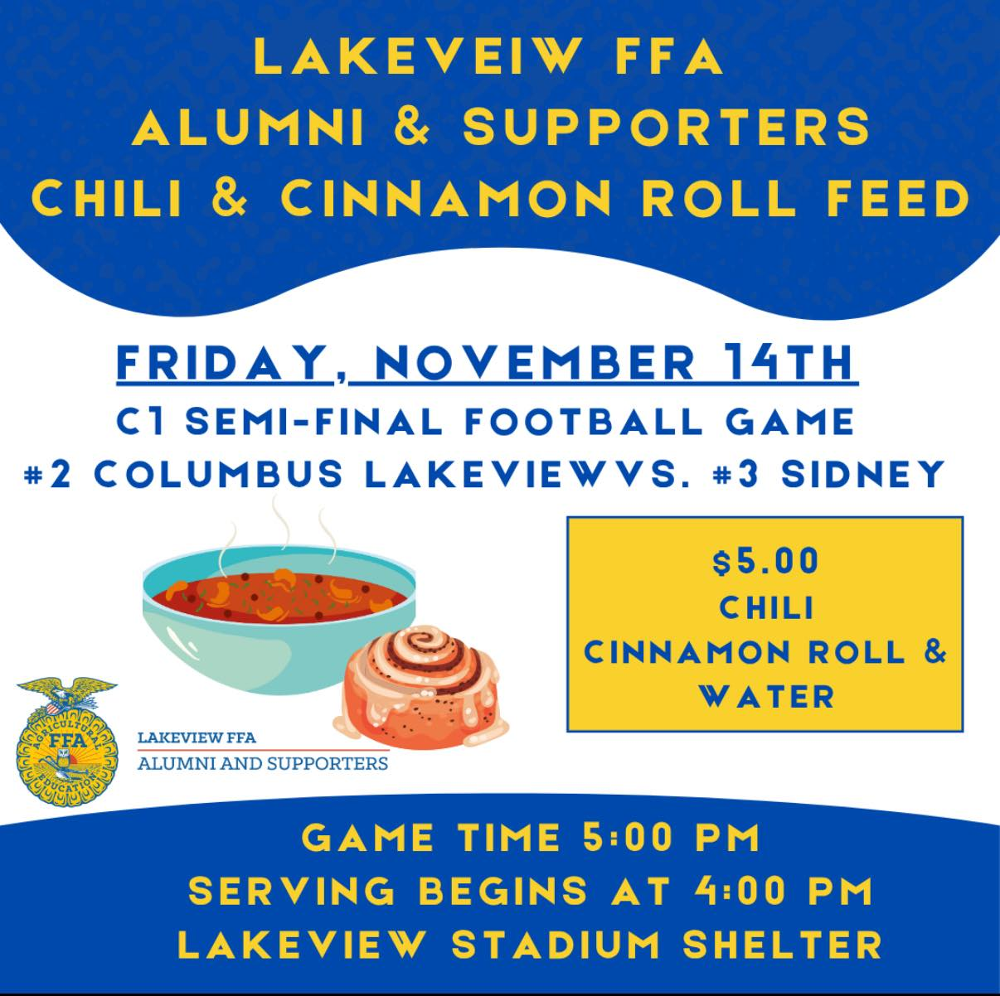 LAKEVEIW FFA
ALUMNI & SUPPORTERS
CHILI & CINNAMON ROLL FEED
FRIDAY, NOVEMBER 14TH
C1 SEMI-FINAL FOOTBALL GAME
#2 COLUMBUS LAKEVIEWVS. #3 SIDNEY
$5.00
CHILI
CINNAMON ROLL &
WATER
AGRICULTURAL
FFA
EDUCATION
LAKEVIEW FFA
ALUMNI AND SUPPORTERS
GAME TIME 5:00 PM
SERVING BEGINS AT 4:00 PM
LAKEVIEW STADIUM SHELTER